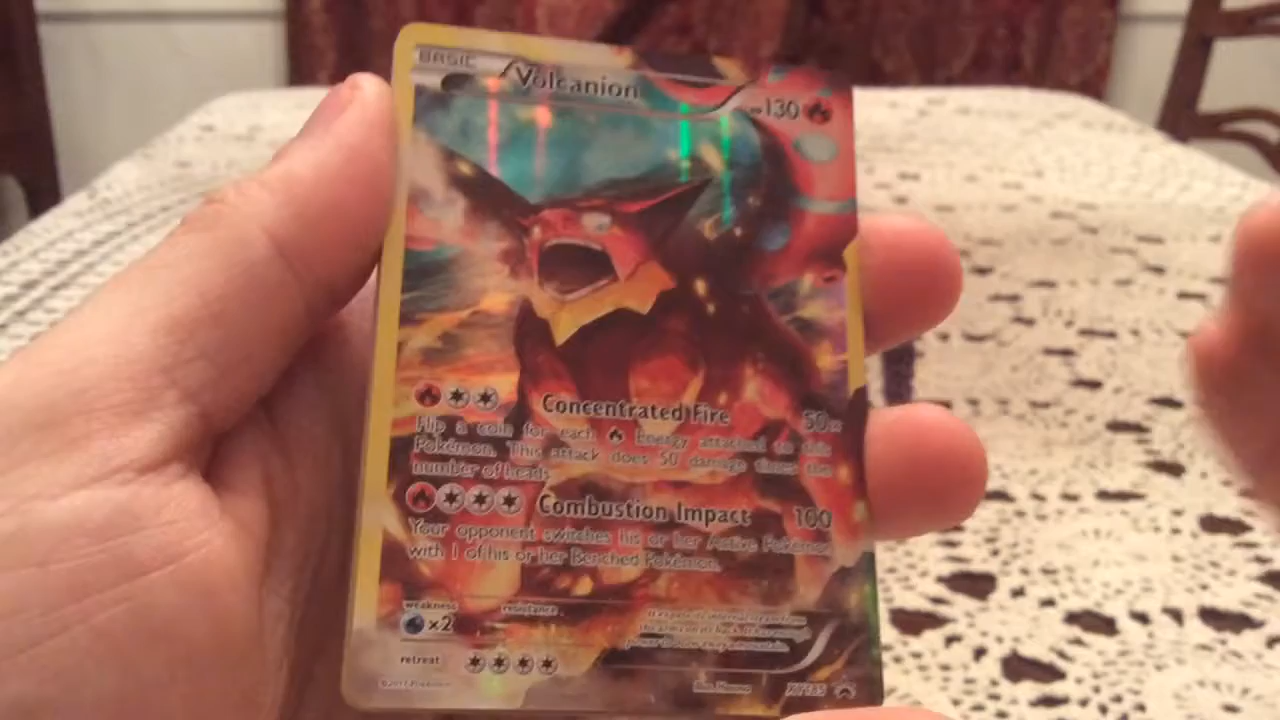 BASIC
Volcanion
130
Concentrated Fire 50x
Flip a coin for each Energy attached to this
Pokémon. This attack does 50 damage times the
number of heads.
Combustion Impact 100
Your opponent switches his or her Active Pokémon
with 1 of his or her Benched Pokémon.
weakness
resistance
×2
retreat
XY185